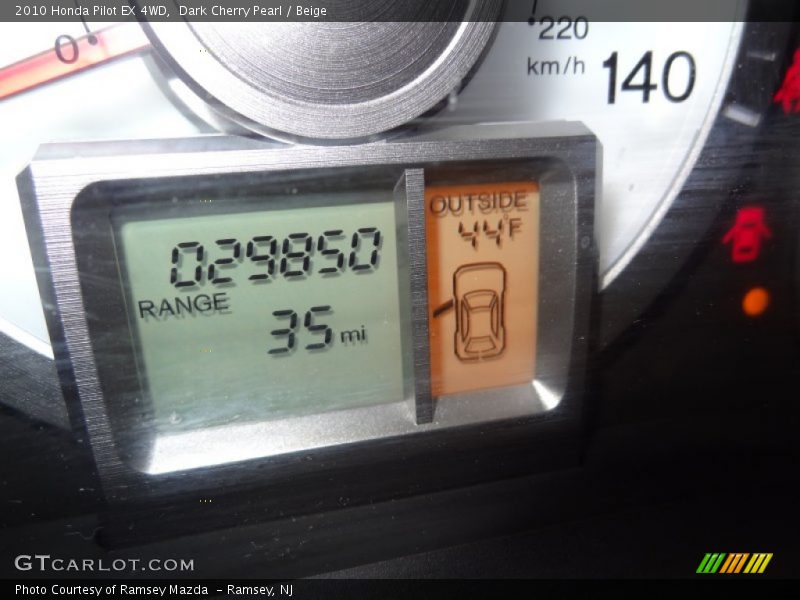 2010 Honda Pilot EX 4WD,  Dark Cherry Pearl / Beige
0
220
km/h
140
029850
RANGE
35 mi
OUTSIDE
44°F
GTCARLOT.COM
Photo Courtesy of Ramsey Mazda  - Ramsey, NJ